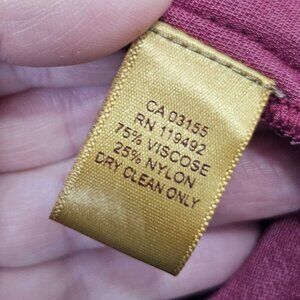 CA 03155
RN 119492
75% VISCOSE
25% NYLON
DRY CLEAN ONLY